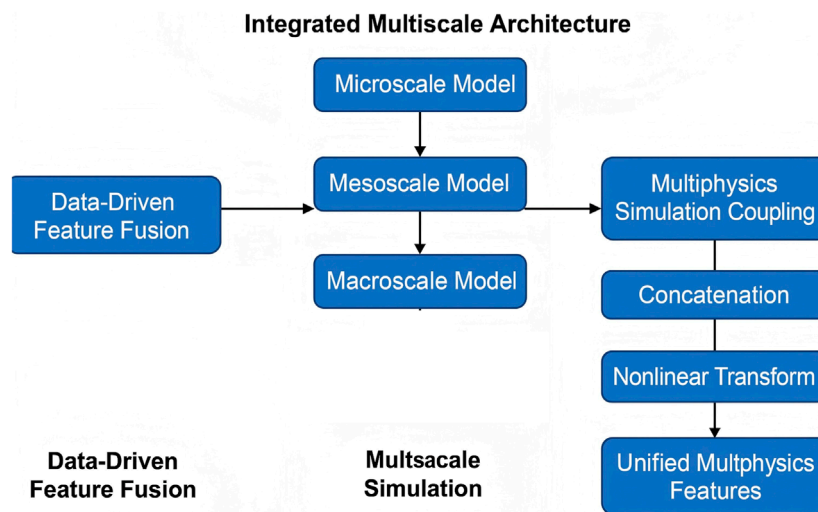 Integrated Multiscale Architecture
Microscale Model
Data-Driven
Feature Fusion
Mesoscale Model
Macroscale Model
Multiphysics
Simulation Coupling
Concatenation
Nonlinear Transform
Unified Multphysics
Features
Data-Driven
Feature Fusion
Multsacale
Simulation